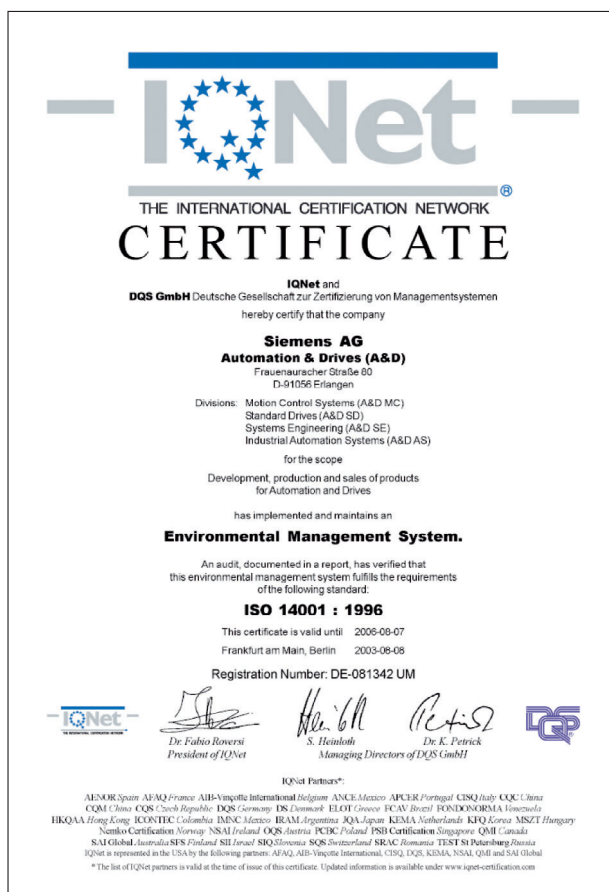 IQNet
®
THE INTERNATIONAL CERTIFICATION NETWORK
CERTIFICATE
IQNet and
DQS GmbH Deutsche Gesellschaft zur Zertifizierung von Managementsystemen
hereby certify that the company
Siemens AG
Automation & Drives (A&D)
Frauenauracher Straße 80
D-91056 Erlangen
Divisions: Motion Control Systems (A&D MC)
Standard Drives (A&D SD)
Systems Engineering (A&D SE)
Industrial Automation Systems (A&D AS)
for the scope
Development, production and sales of products
for Automation and Drives
has implemented and maintains an
Environmental Management System.
An audit, documented in a report, has verified that
this environmental management system fulfills the requirements
of the following standard:
ISO 14001 : 1996
This certificate is valid until 2006-08-07
Frankfurt am Main, Berlin 2003-08-08
Registration Number: DE-081342 UM
IQNet
THE INTERNATIONAL CERTIFICATION NETWORK
DQS
Dr. Fabio Roversi S. Heinloth Dr. K. Petrick
President of IQNet Managing Directors of DQS GmbH
IQNet Partners*:
AENOR Spain AFAQ France AIB-Vinçotte International Belgium ANCE Mexico APCER Portugal CISQ Italy CQC China
CQM China CQS Czech Republic DQS Germany DS Denmark ELOT Greece FCAV Brazil FONDONORMA Venezuela
HKQAA Hong Kong ICONTEC Colombia IMNC Mexico IRAM Argentina JQA Japan KEMA Netherlands KFQ Korea MSZT Hungary
Nemko Certification Norway NSAI Ireland OQS Austria PCBC Poland PSB Certification Singapore QMI Canada
SAI Global Australia SFS Finland SII Israel SIQ Slovenia SQS Switzerland SRAC Romania TEST St Petersburg Russia
IQNet is represented in the USA by the following partners: AFAQ, AIB-Vinçotte International, CISQ, DQS, KEMA, NSAI, QMI and SAI Global
* The list of IQNet partners is valid at the time of issue of this certificate. Updated information is available under www.iqnet-certification.com